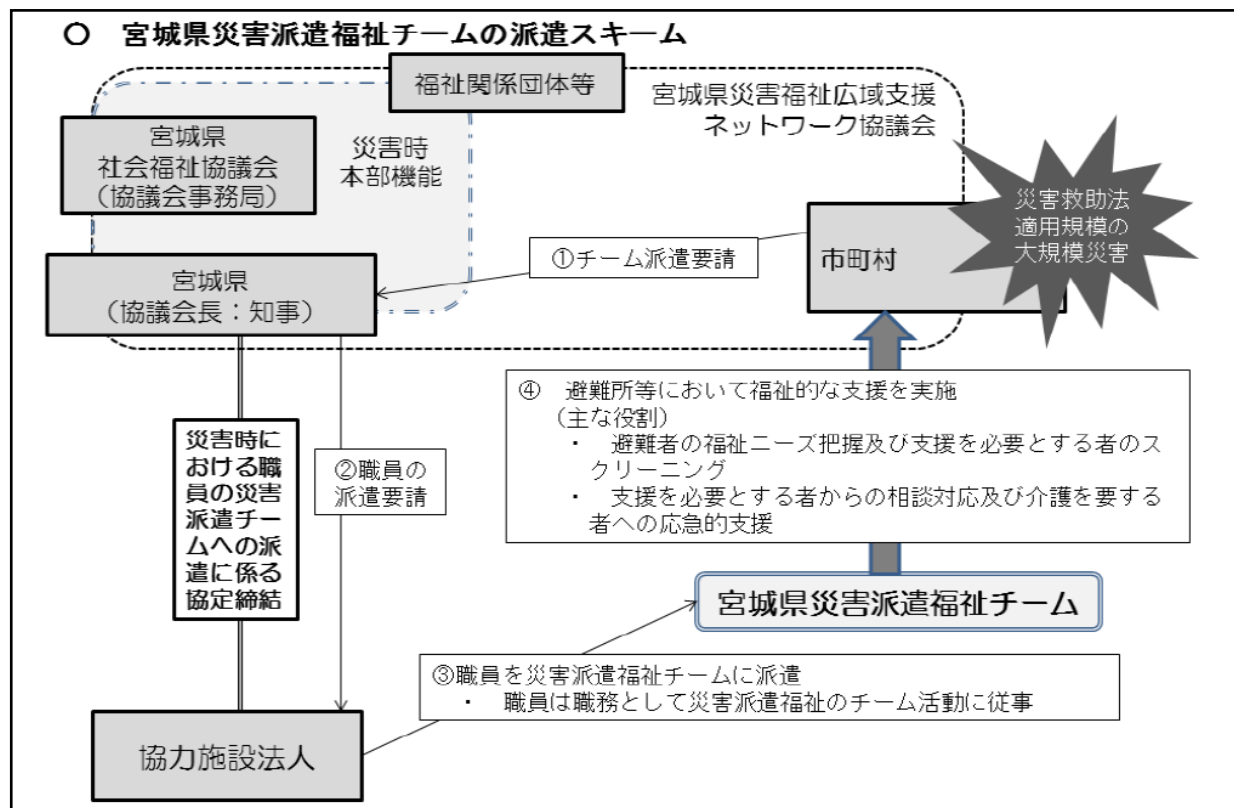 ○　宮城県災害派遣福祉チームの派遣スキーム
福祉関係団体等
宮城県災害福祉広域支援
ネットワーク協議会
宮城県
社会福祉協議会
（協議会事務局）
災害時
本部機能
災害救助法
適用規模の
大規模災害
①チーム派遣要請
市町村
宮城県
（協議会長：知事）
④　避難所等において福祉的な支援を実施
（主な役割）
・　避難者の福祉ニーズ把握及び支援を必要とする者のス
クリーニング
・　支援を必要とする者からの相談対応及び介護を要する
者への応急的支援
災害時に
おける職
員の災害
派遣チー
ムへの派
遣に係る
協定締結
②職員の
派遣要請
宮城県災害派遣福祉チーム
③職員を災害派遣福祉チームに派遣
・　職員は職務として災害派遣福祉のチーム活動に従事
協力施設法人